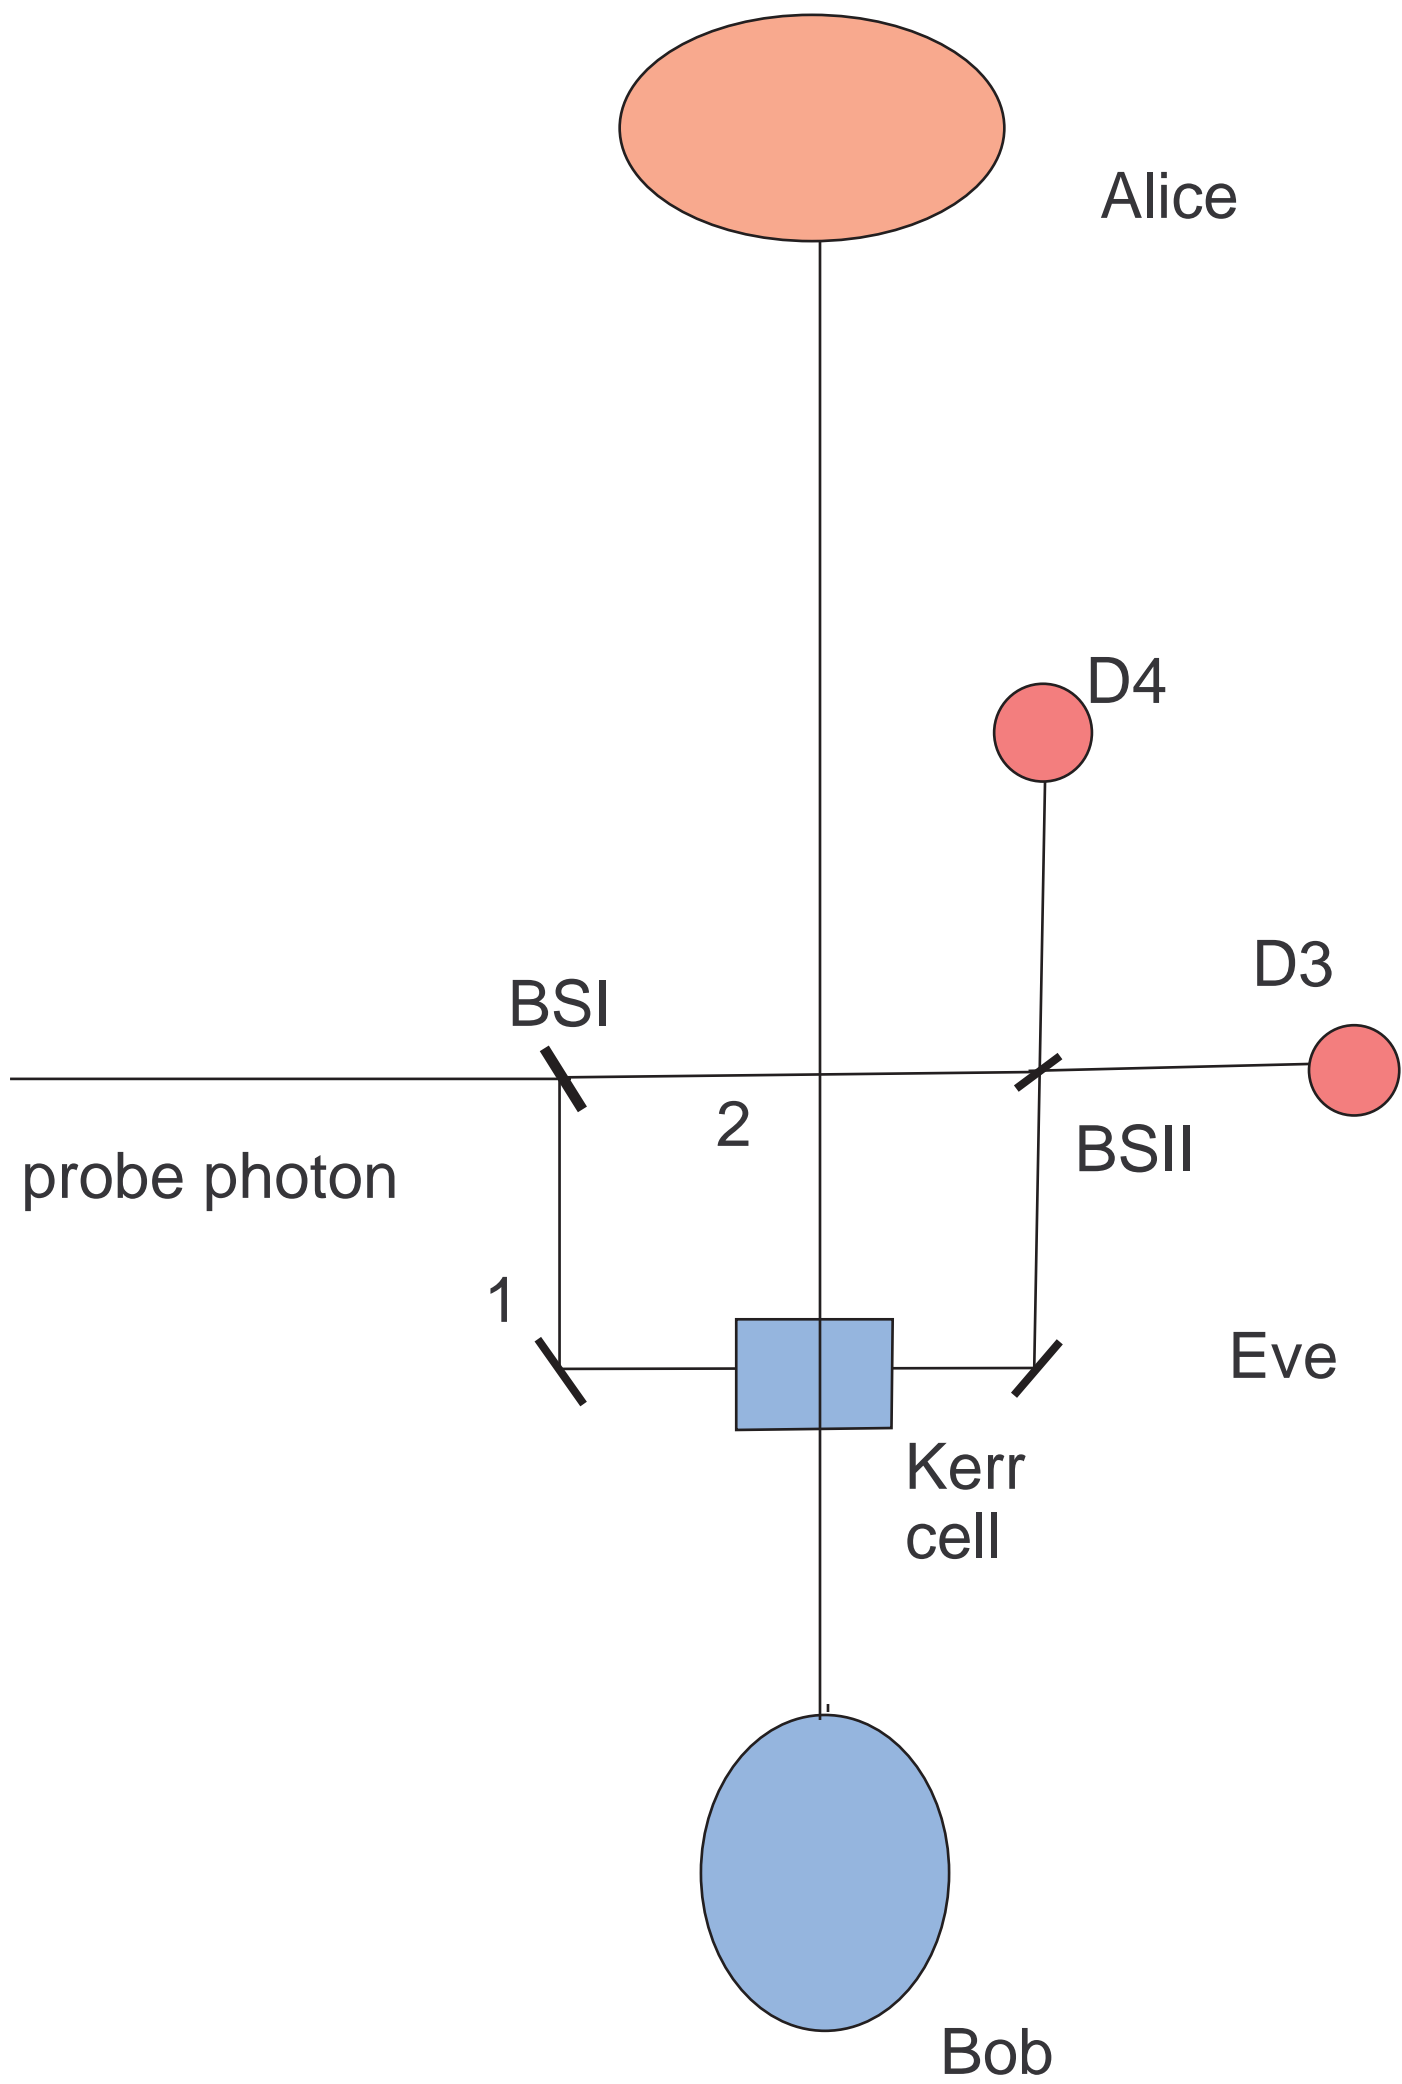 Alice
D4
D3
BSI
2
BSII
probe photon
1
Eve
Kerr
cell
Bob